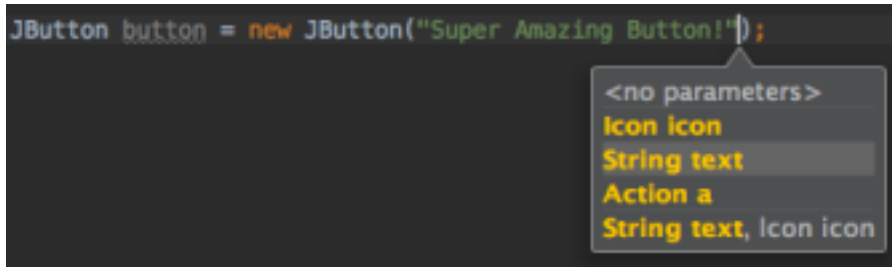 JButton button = new JButton("Super Amazing Button!");
<no parameters>
Icon icon
String text
Action a
String text, Icon icon